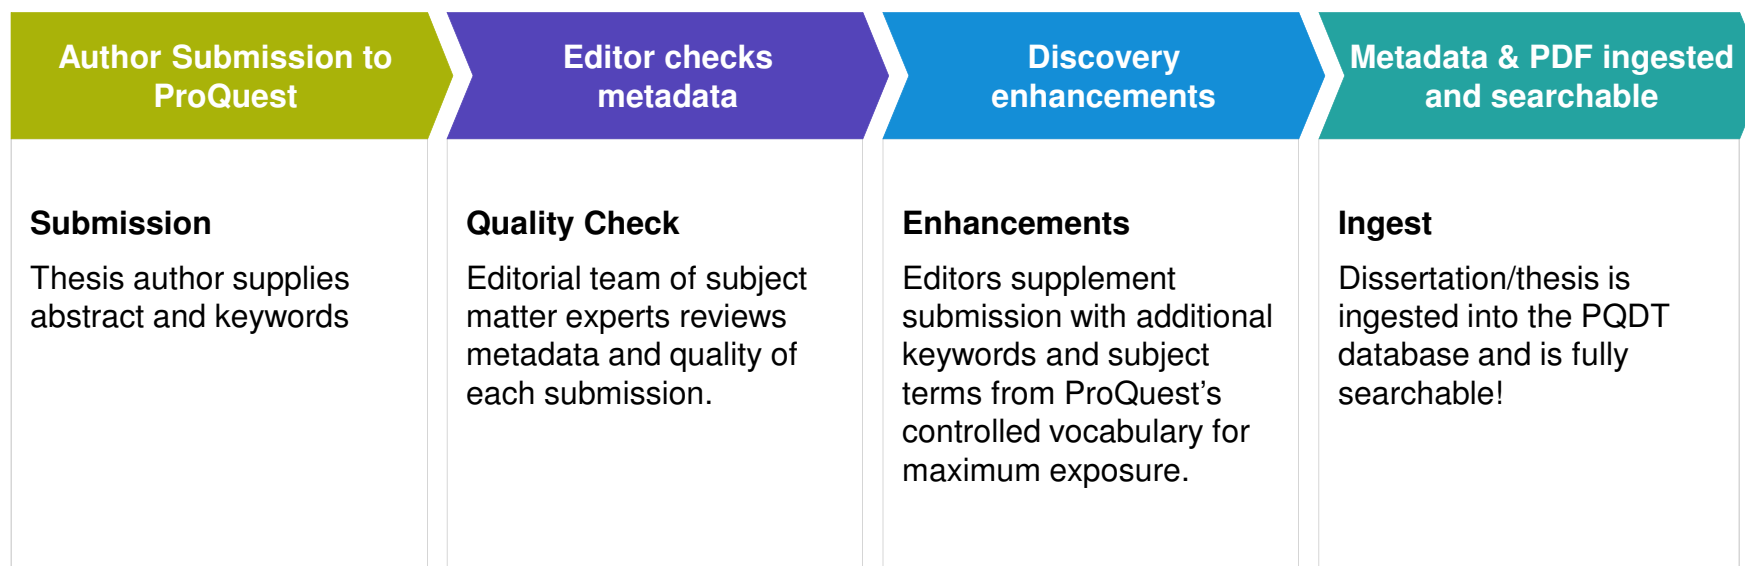 Author Submission to
ProQuest
Editor checks
metadata
Discovery
enhancements
Metadata & PDF ingested
and searchable
Submission
Thesis author supplies
abstract and keywords
Quality Check
Editorial team of subject
matter experts reviews
metadata and quality of
each submission.
Enhancements
Editors supplement
submission with additional
keywords and subject
terms from ProQuest’s
controlled vocabulary for
maximum exposure.
Ingest
Dissertation/thesis is
ingested into the PQDT
database and is fully
searchable!